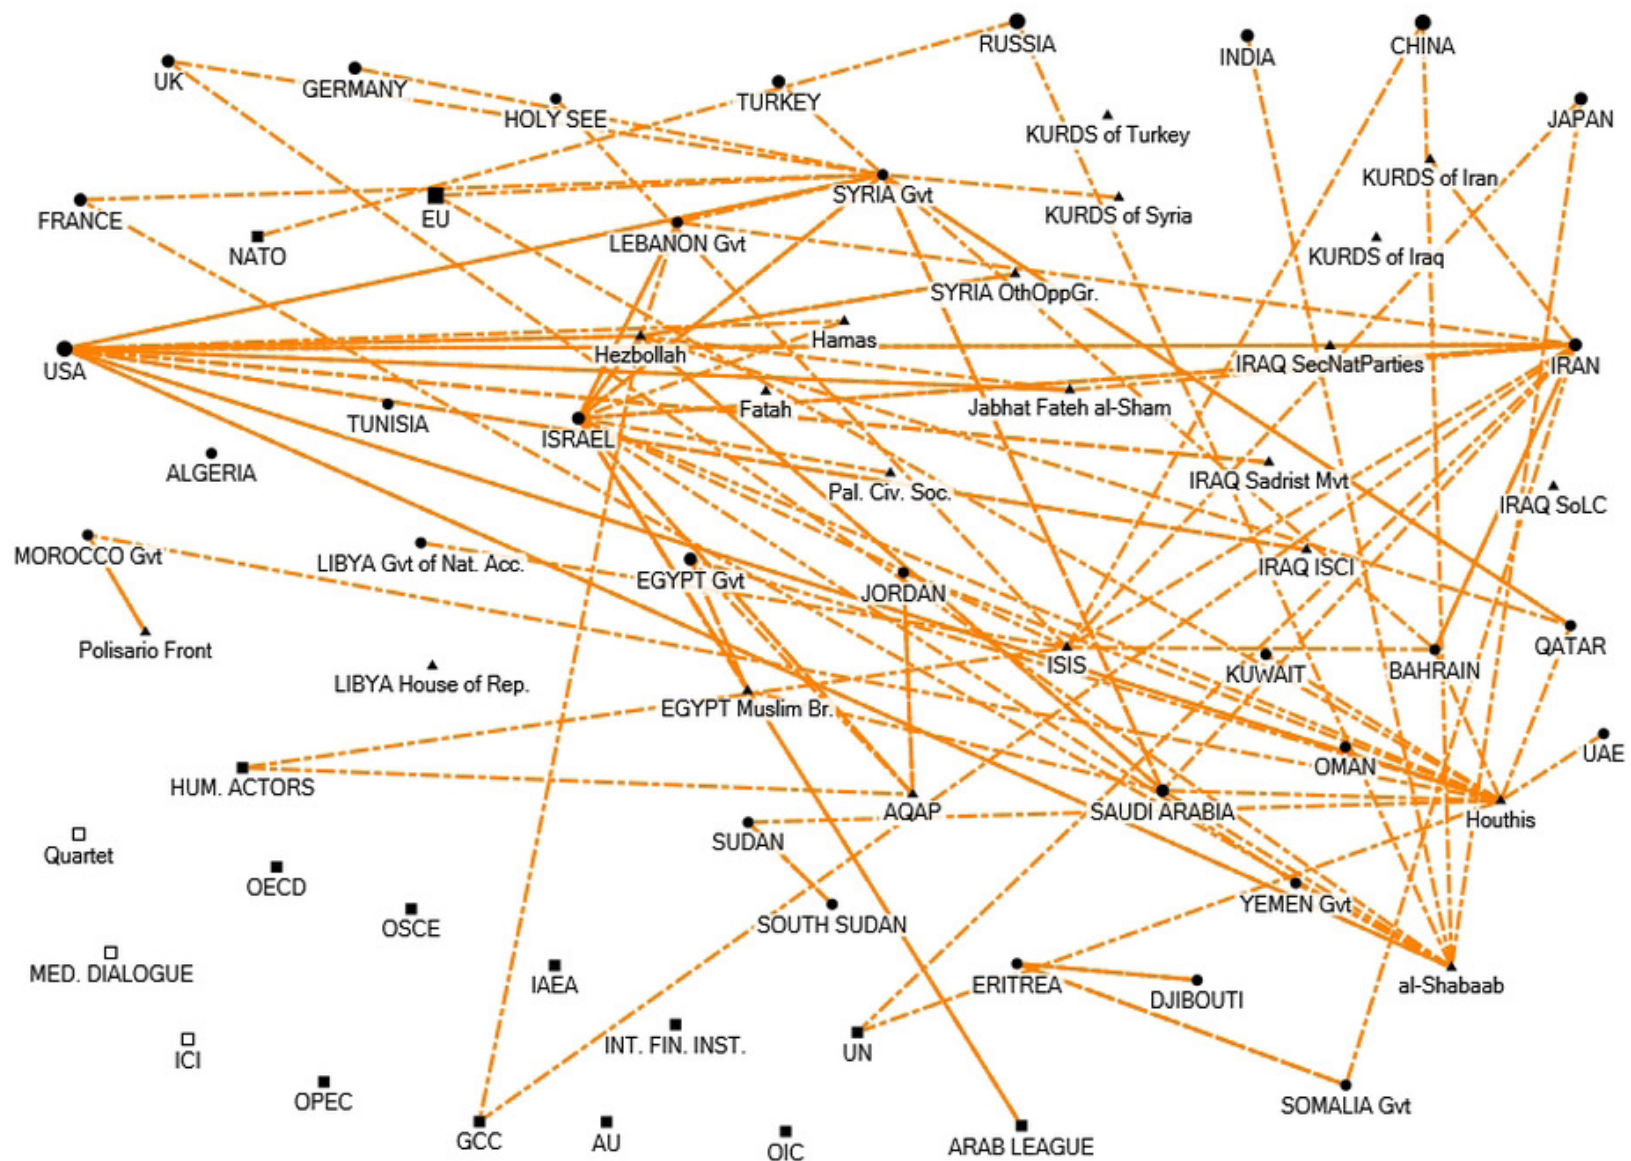 RUSSIA
CHINA
INDIA
UK
GERMANY
TURKEY
HOLY SEE
JAPAN
KURDS of Turkey
KURDS of Iran
SYRIA Gvt
KURDS of Syria
FRANCE
EU
LEBANON Gvt
NATO
KURDS of Iraq
SYRIA OthOppGr.
Hamas
Hezbollah
IRAQ SecNatParties
IRAN
USA
Fatah
Jabhat Fateh al-Sham
TUNISIA
ISRAEL
ALGERIA
Pal. Civ. Soc.
IRAQ Sadrist Mvt
IRAQ SoLC
MOROCCO Gvt
LIBYA Gvt of Nat. Acc.
EGYPT Gvt
JORDAN
IRAQ ISCI
Polisario Front
ISIS
KUWAIT
BAHRAIN
QATAR
LIBYA House of Rep.
EGYPT Muslim Br.
UAE
OMAN
HUM. ACTORS
AQAP
SAUDI ARABIA
Houthis
SUDAN
Quartet
OECD
YEMEN Gvt
OSCE
SOUTH SUDAN
MED. DIALOGUE
IAEA
ERITREA
DJIBOUTI
al-Shabaab
ICI
INT. FIN. INST.
UN
OPEC
SOMALIA Gvt
GCC
AU
OIC
ARAB LEAGUE